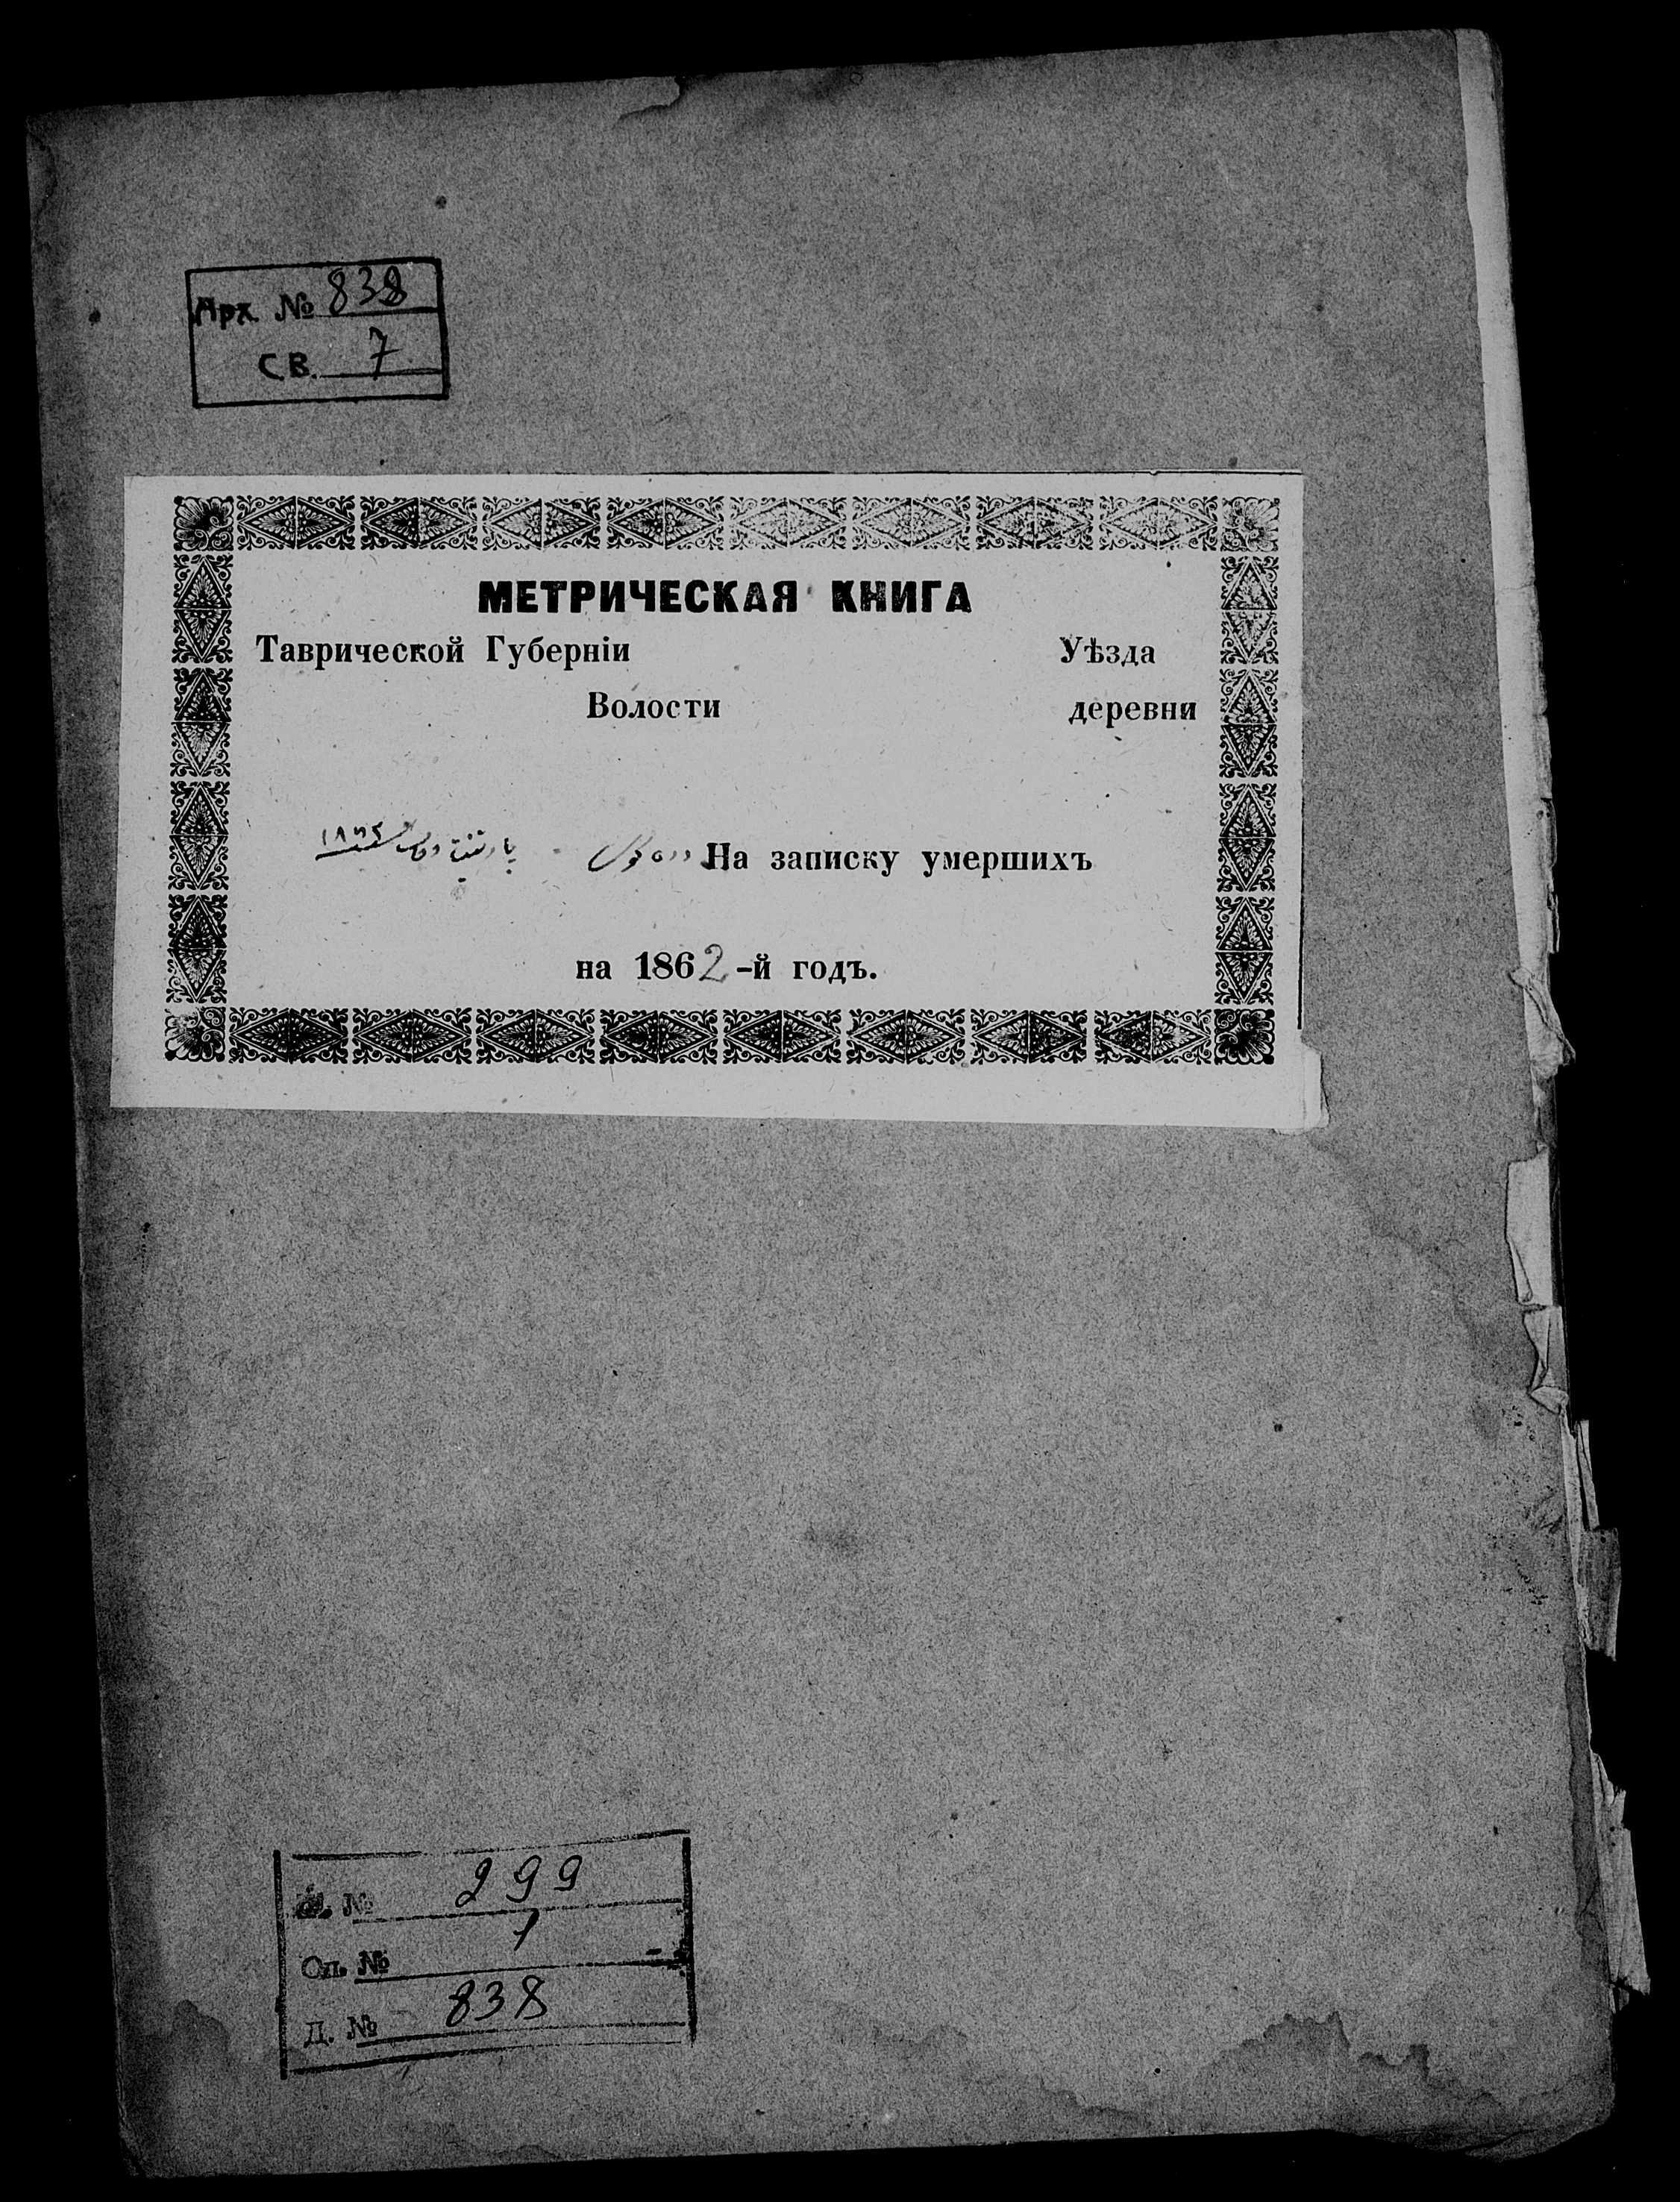 Арх. № 838
СВ. 7
МЕТРИЧЕСКАЯ КНИГА
Таврической Губерніи Уѣзда
Волости деревни
На записку умершихъ
١٨٦٢
на 1862-й годъ.
Ф. № 299
Оп. № 1
Д. № 838